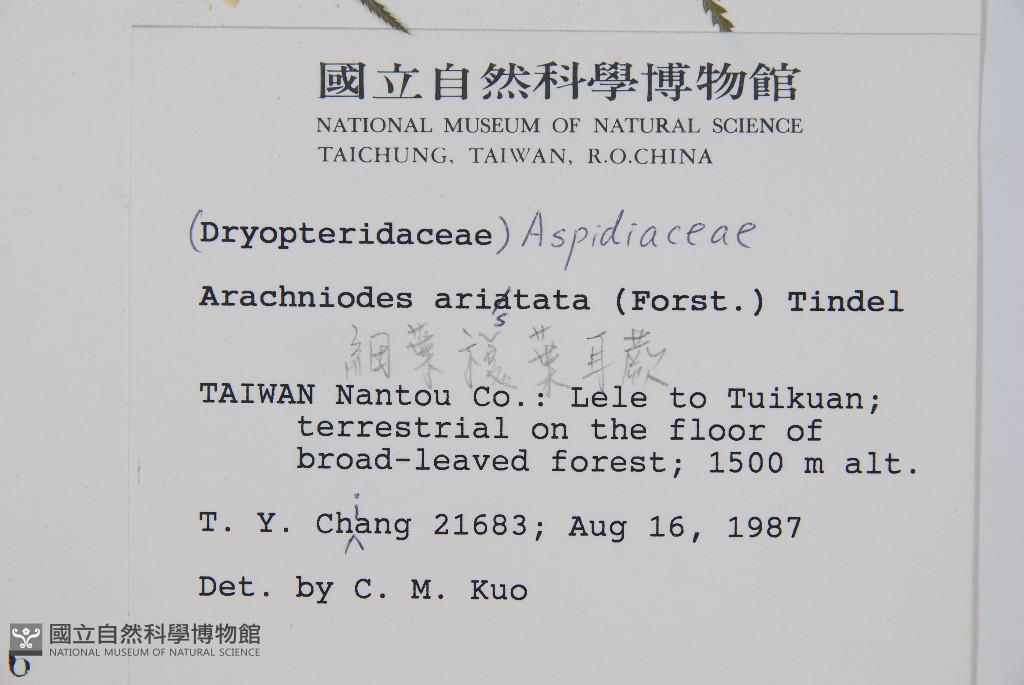 國立自然科學博物館
NATIONAL MUSEUM OF NATURAL SCIENCE
TAICHUNG, TAIWAN, R.O.CHINA
(Dryopteridaceae) Aspidiaceae
Arachniodes aristata (Forst.) Tindel
細葉複葉耳蕨
TAIWAN Nantou Co.: Lele to Tuikuan;
terrestrial on the floor of
broad-leaved forest; 1500 m alt.
T. Y. Chiang 21683; Aug 16, 1987
Det. by C. M. Kuo
國立自然科學博物館
NATIONAL MUSEUM OF NATURAL SCIENCE